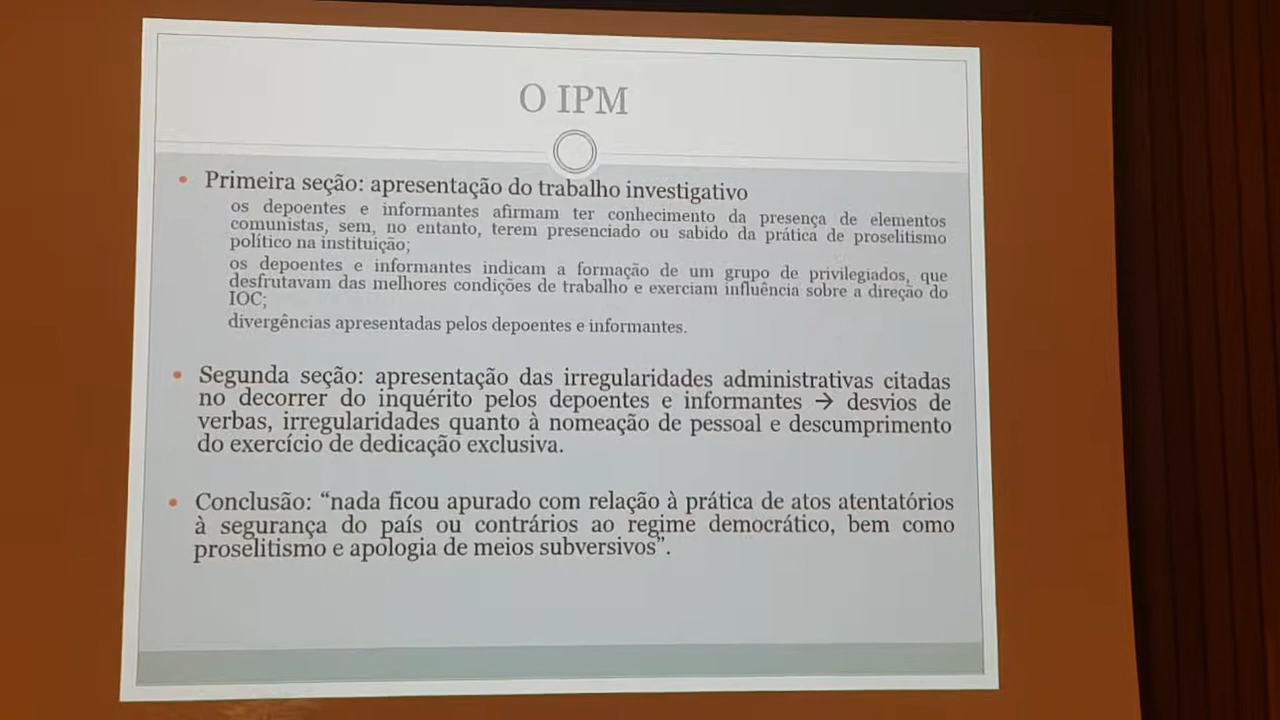 O IPM
• Primeira seção: apresentação do trabalho investigativo
os depoentes e informantes afirmam ter conhecimento da presença de elementos
comunistas, sem, no entanto, terem presenciado ou sabido da prática de proselitismo
político na instituição;
os depoentes e informantes indicam a formação de um grupo de privilegiados, que
desfrutavam das melhores condições de trabalho e exerciam influência sobre a direção do
IOC;
divergências apresentadas pelos depoentes e informantes.
• Segunda seção: apresentação das irregularidades administrativas citadas
no decorrer do inquérito pelos depoentes e informantes → desvios de
verbas, irregularidades quanto à nomeação de pessoal e descumprimento
do exercício de dedicação exclusiva.
• Conclusão: “nada ficou apurado com relação à prática de atos atentatórios
à segurança do país ou contrários ao regime democrático, bem como
proselitismo e apologia de meios subversivos”.